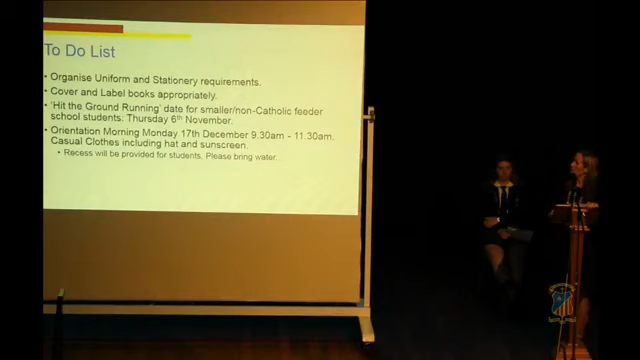 To Do List
• Organise Uniform and Stationery requirements.
• Cover and Label books appropriately.
• 'Hit the Ground Running' date for smaller/non-Catholic feeder
school students: Thursday 6th November.
• Orientation Morning Monday 17th December 9.30am - 11.30am.
Casual Clothes including hat and sunscreen.
• Recess will be provided for students. Please bring water.